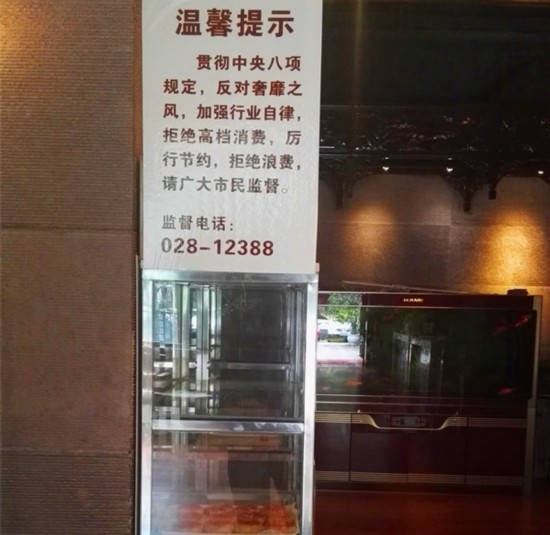 温馨提示
贯彻中央八项
规定，反对奢靡之
风，加强行业自律，
拒绝高档消费，厉
行节约，拒绝浪费，
请广大市民监督。
监督电话：
028-12388